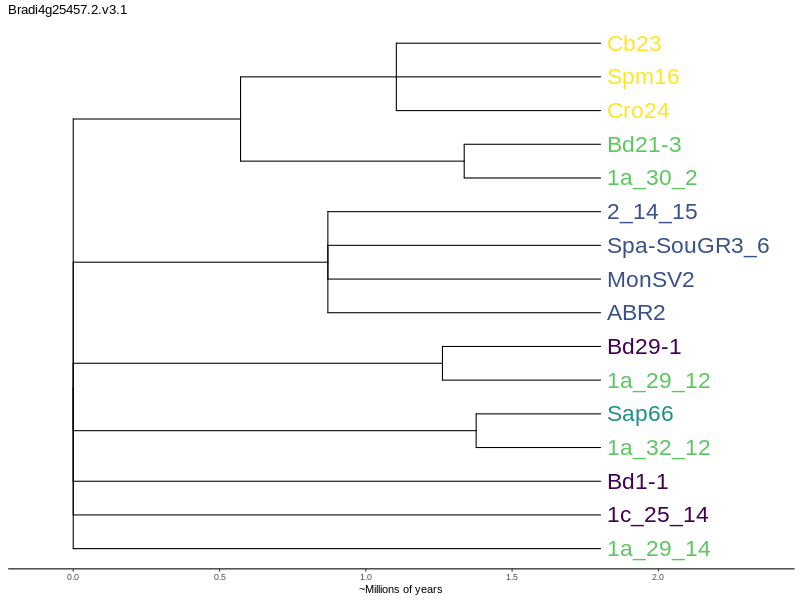 Bradi4g25457.2.v3.1
Cb23
Spm16
Cro24
Bd21-3
1a_30_2
2_14_15
Spa-SouGR3_6
MonSV2
ABR2
Bd29-1
1a_29_12
Sap66
1a_32_12
Bd1-1
1c_25_14
1a_29_14
0.0 0.5 1.0 1.5 2.0
~Millions of years